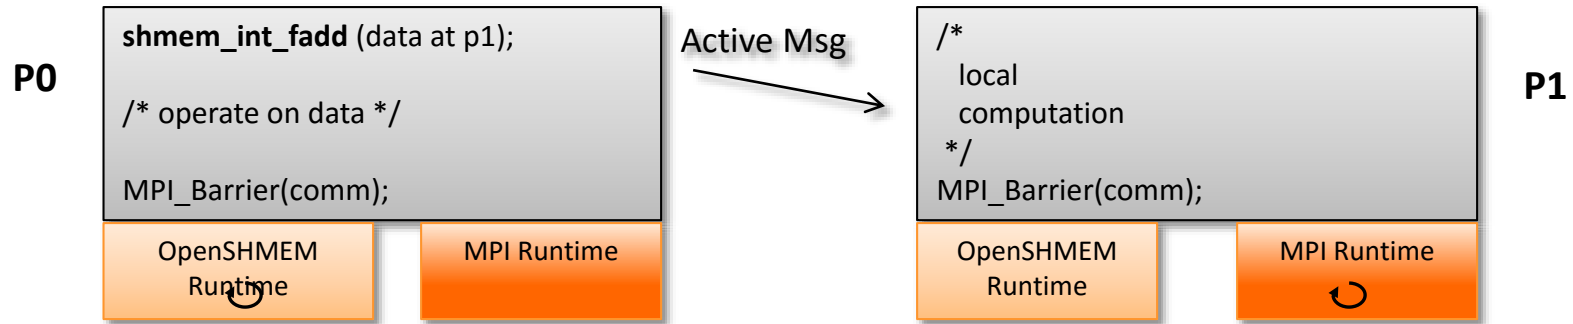 P0
shmem_int_fadd (data at p1);
/* operate on data */
MPI_Barrier(comm);
OpenSHMEM
Runtime
MPI Runtime
Active Msg
/*
local
computation
*/
MPI_Barrier(comm);
OpenSHMEM
Runtime
MPI Runtime
P1